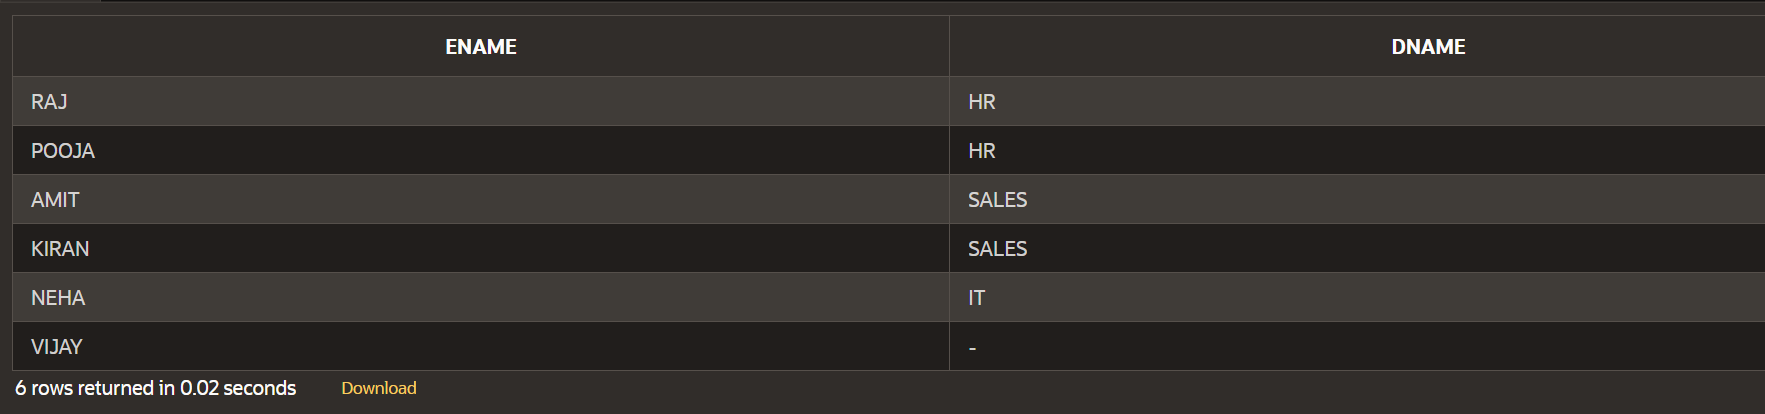 ENAME DNAME
RAJ HR
POOJA HR
AMIT SALES
KIRAN SALES
NEHA IT
VIJAY -
6 rows returned in 0.02 seconds Download